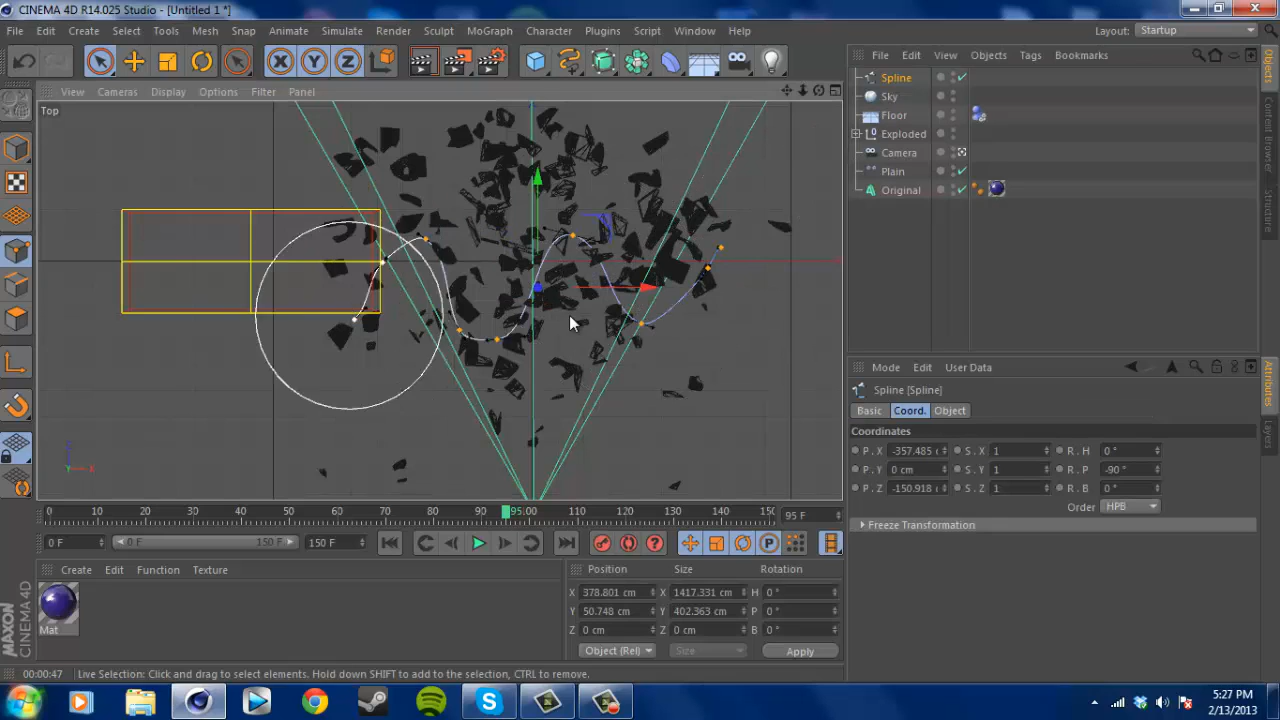 CINEMA 4D R14.025 Studio - [Untitled 1 *]
File Edit Create Select Tools Mesh Snap Animate Simulate Render Sculpt MoGraph Character Plugins Script Window Help Layout: Startup
File Edit View Objects Tags Bookmarks
View Cameras Display Options Filter Panel
Top
Spline
Sky
Floor
Exploded
Camera
Plain
Original
Objects
Content Browser
Structure
Mode Edit User Data
Spline [Spline]
Basic Coord. Object
Coordinates
P . X -357.485 S . X 1 R . H 0 °
P . Y 0 cm S . Y 1 R . P -90 °
P . Z -150.918 S . Z 1 R . B 0 °
Order HPB
Freeze Transformation
Attributes
Layers
Y X
0 10 20 30 40 50 60 70 80 90 95 :00 110 120 130 140 150 95 F
0 F 0 F 150 F 150 F
Create Edit Function Texture
Mat
Position Size Rotation
X 378.801 cm X 1417.331 cm H 0 °
Y 50.748 cm Y 402.363 cm P 0 °
Z 0 cm Z 0 cm B 0 °
Object (Rel) Size Apply
MAXON CINEMA 4D
00:00:47 Live Selection: Click and drag to select elements. Hold down SHIFT to add to the selection, CTRL to remove.
5:27 PM
2/13/2013